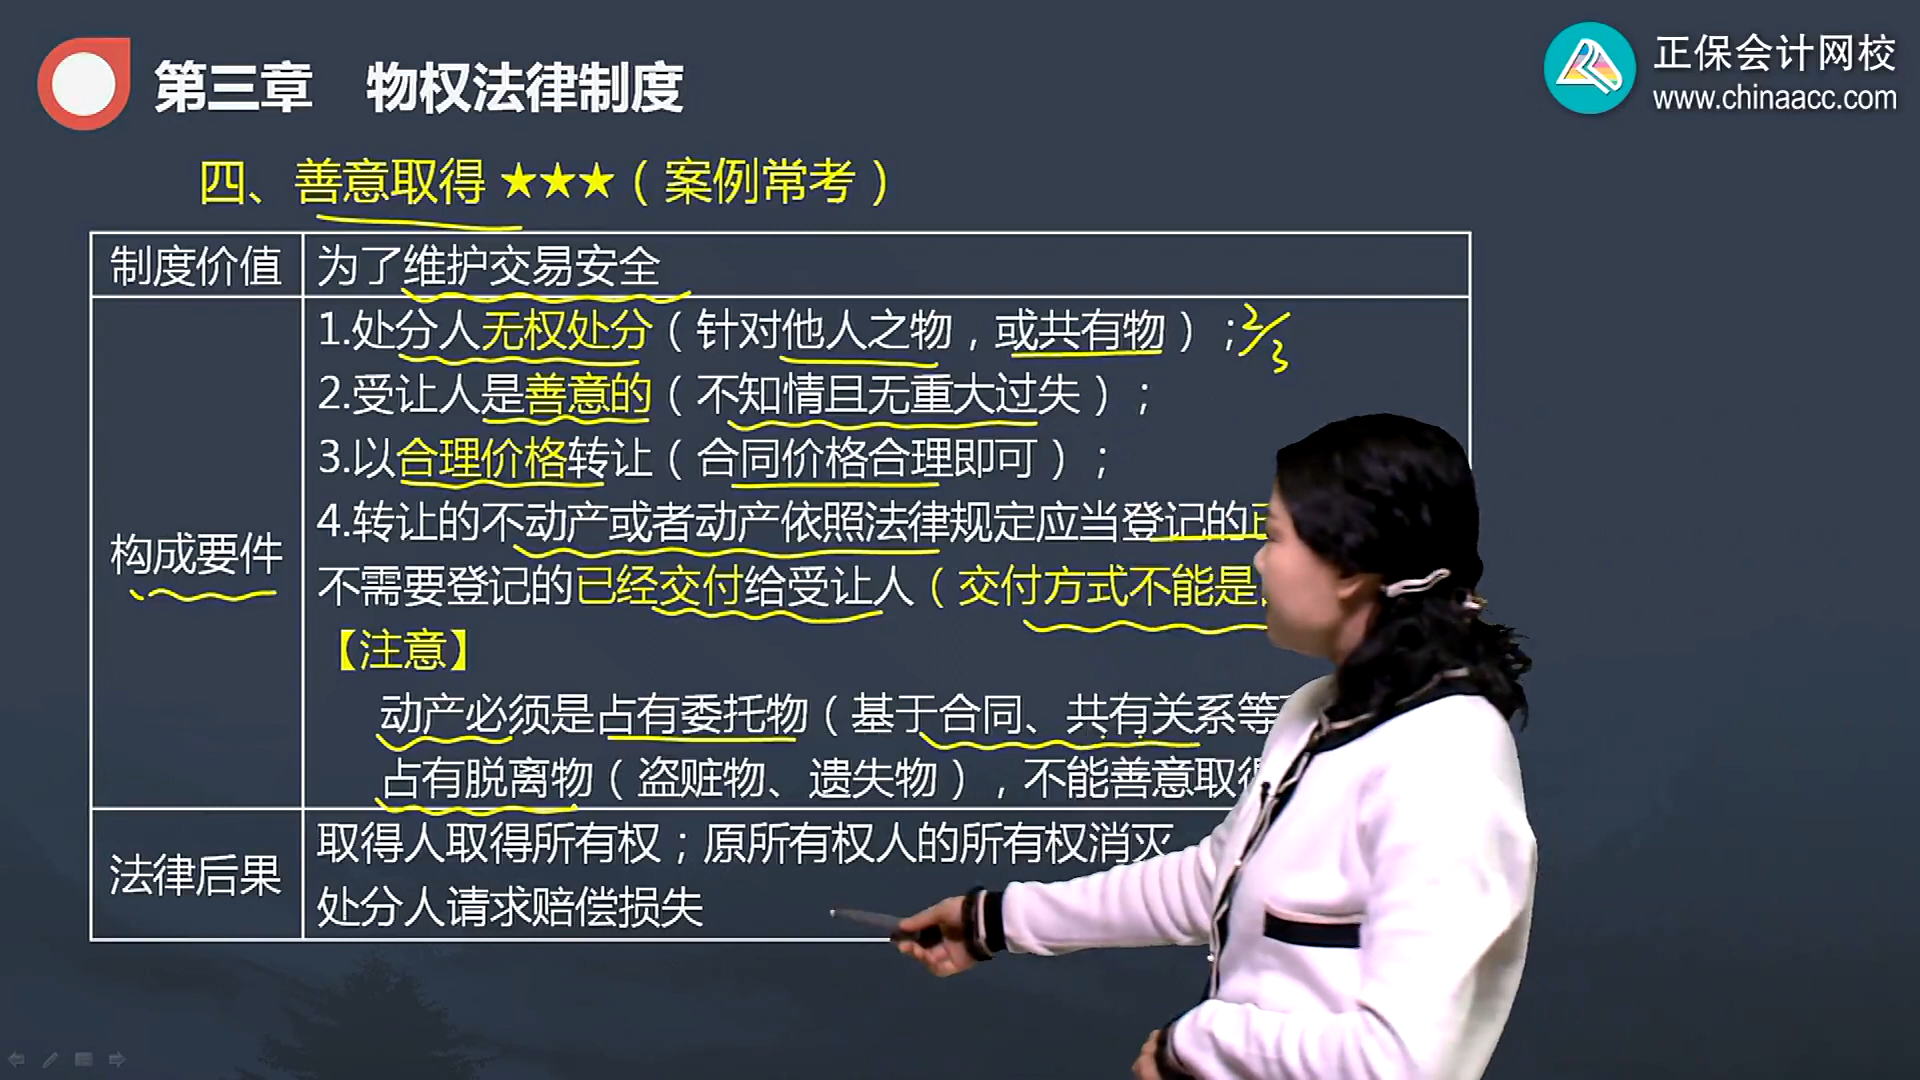 第三章 物权法律制度
正保会计网校
www.chinaacc.com
四、善意取得 ★★★（案例常考）
制度价值
为了维护交易安全
构成要件
1.处分人无权处分（针对他人之物，或共有物）；2/3
2.受让人是善意的（不知情且无重大过失）；
3.以合理价格转让（合同价格合理即可）；
4.转让的不动产或者动产依照法律规定应当登记的
不需要登记的已经交付给受让人（交付方式不能是
【注意】
动产必须是占有委托物（基于合同、共有关系等
占有脱离物（盗赃物、遗失物），不能善意取得
法律后果
取得人取得所有权；原所有权人的所有权消灭
处分人请求赔偿损失